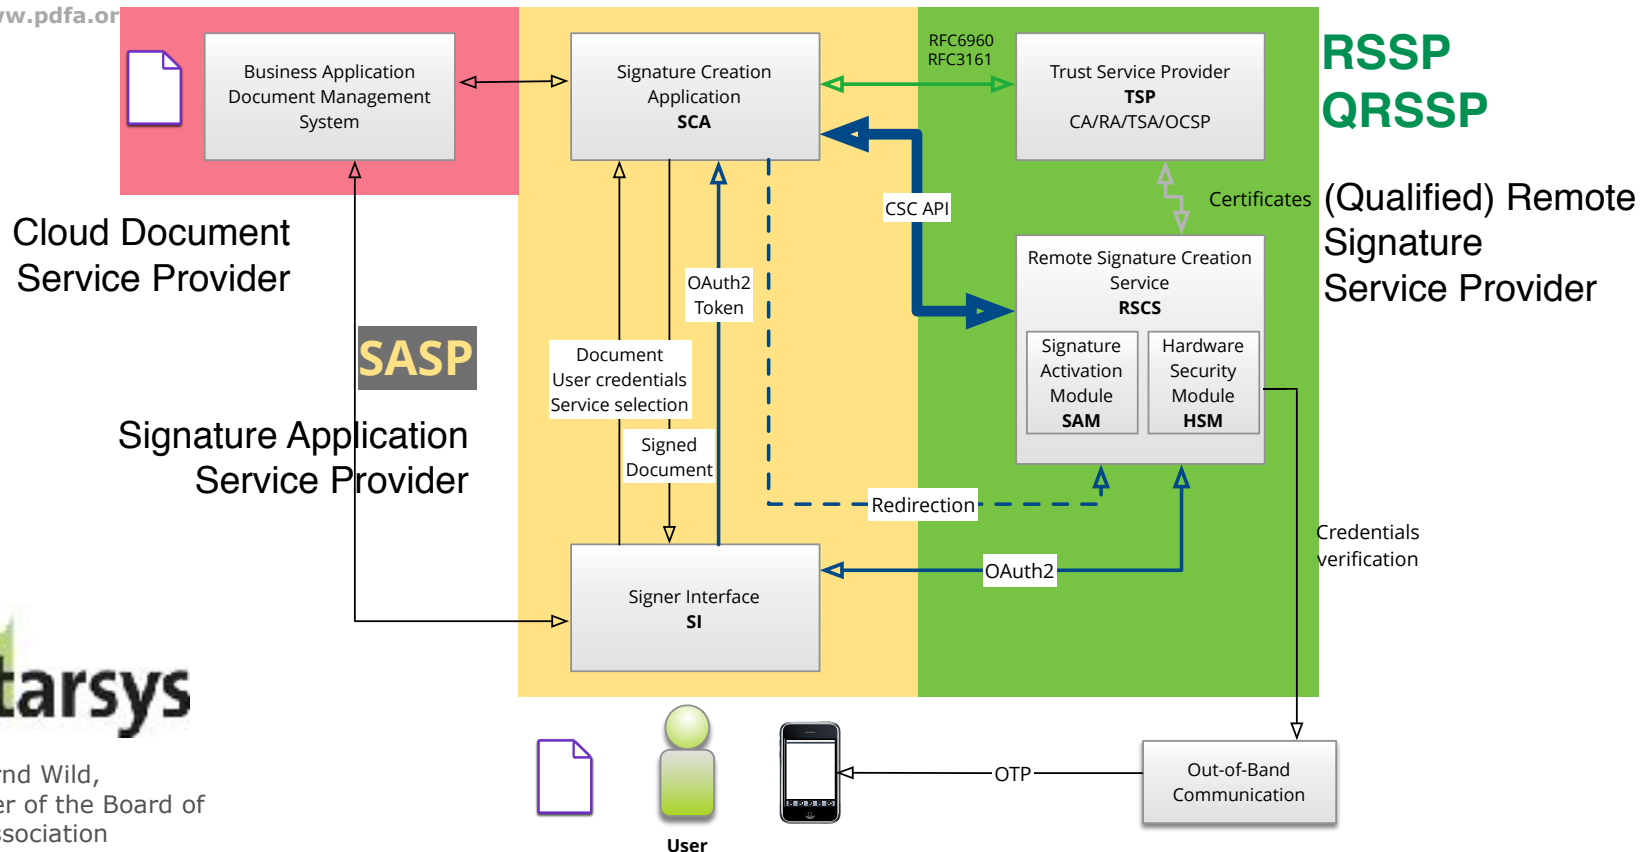 ww.pdfa.or
Business Application
Document Management
System
Signature Creation
Application
SCA
RFC6960
RFC3161
Trust Service Provider
TSP
CA/RA/TSA/OCSP
RSSP
QRSSP
Cloud Document
Service Provider
CSC API
Certificates
(Qualified) Remote
Signature
Service Provider
OAuth2
Token
Remote Signature Creation
Service
RSCS
Signature
Activation
Module
SAM
Hardware
Security
Module
HSM
SASP
Signature Application
Service Provider
Document
User credentials
Service selection
Signed
Document
Redirection
Credentials
verification
OAuth2
Signer Interface
SI
tarsys
rnd Wild,
er of the Board of
ssociation
User
OTP
Out-of-Band
Communication